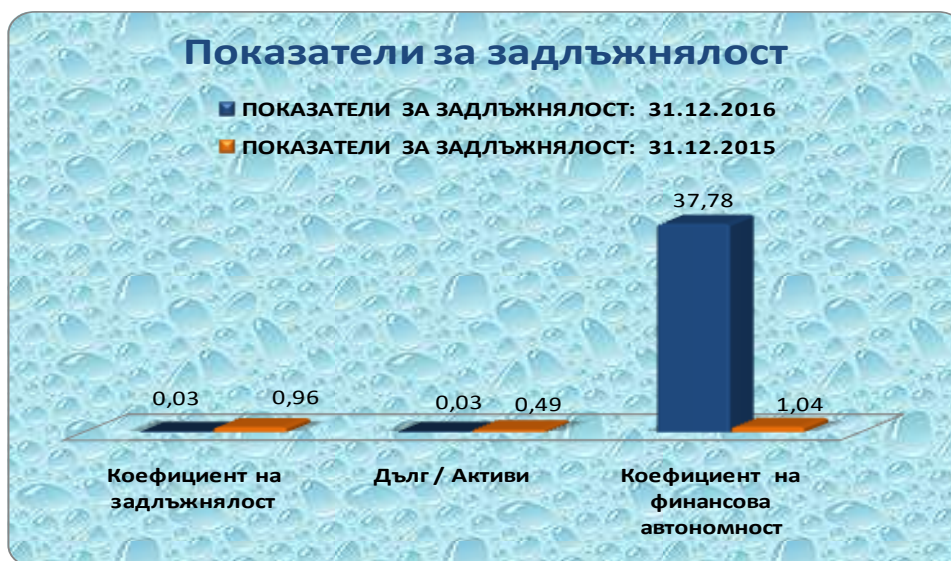 Показатели за задлъжнялост
ПОКАЗАТЕЛИ ЗА ЗАДЛЪЖНЯЛОСТ: 31.12.2016
ПОКАЗАТЕЛИ ЗА ЗАДЛЪЖНЯЛОСТ: 31.12.2015
37,78
0,03
0,96
0,03
0,49
1,04
Коефициент на
задлъжнялост
Дълг / Активи
Коефициент на
финансова
автономност